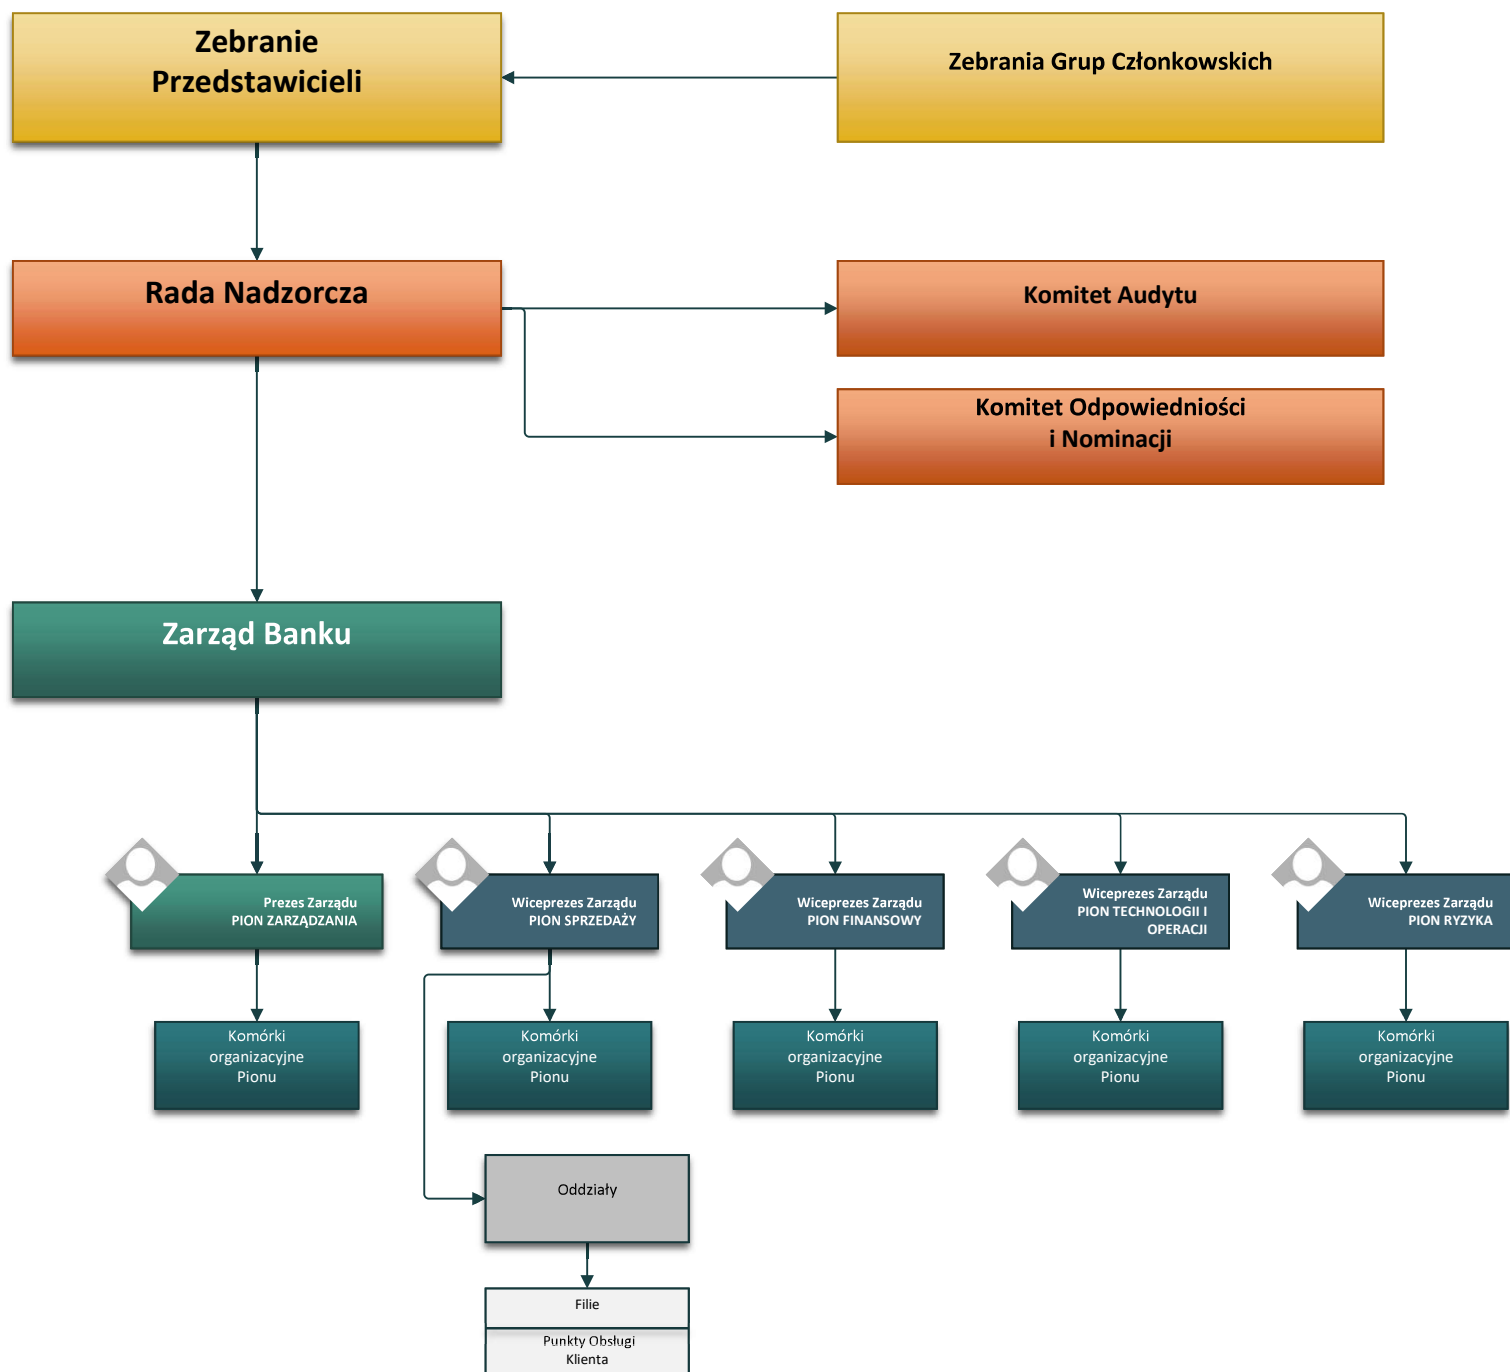 Zebranie
Przedstawicieli
Zebrania Grup Członkowskich
Rada Nadzorcza
Komitet Audytu
Komitet Odpowiedniości
i Nominacji
Zarząd Banku
Prezes Zarządu
PION ZARZĄDZANIA
Wiceprezes Zarządu
PION SPRZEDAŻY
Wiceprezes Zarządu
PION FINANSOWY
Wiceprezes Zarządu
PION TECHNOLOGII I
OPERACJI
Wiceprezes Zarządu
PION RYZYKA
Komórki
organizacyjne
Pionu
Komórki
organizacyjne
Pionu
Komórki
organizacyjne
Pionu
Komórki
organizacyjne
Pionu
Komórki
organizacyjne
Pionu
Oddziały
Filie
Punkty Obsługi
Klienta